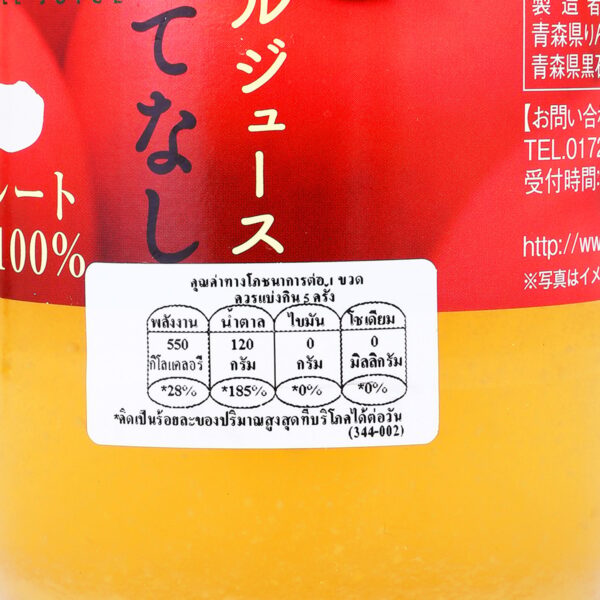 ルジュース
てなし
レート
100%
製造者
青森県りん
青森県黒石
【お問い合わ
TEL.0172
受付時間:
http://ww
※写真はイメ
คุณค่าทางโภชนาการต่อ 1 ขวด
ควรแบ่งกิน 5 ครั้ง
พลังงาน น้ำตาล ไขมัน โซเดียม
550 120 0 0
กิโลแคลอรี กรัม กรัม มิลลิกรัม
*28% *185% *0% *0%
*คิดเป็นร้อยละของปริมาณสูงสุดที่บริโภคได้ต่อวัน
(344-002)